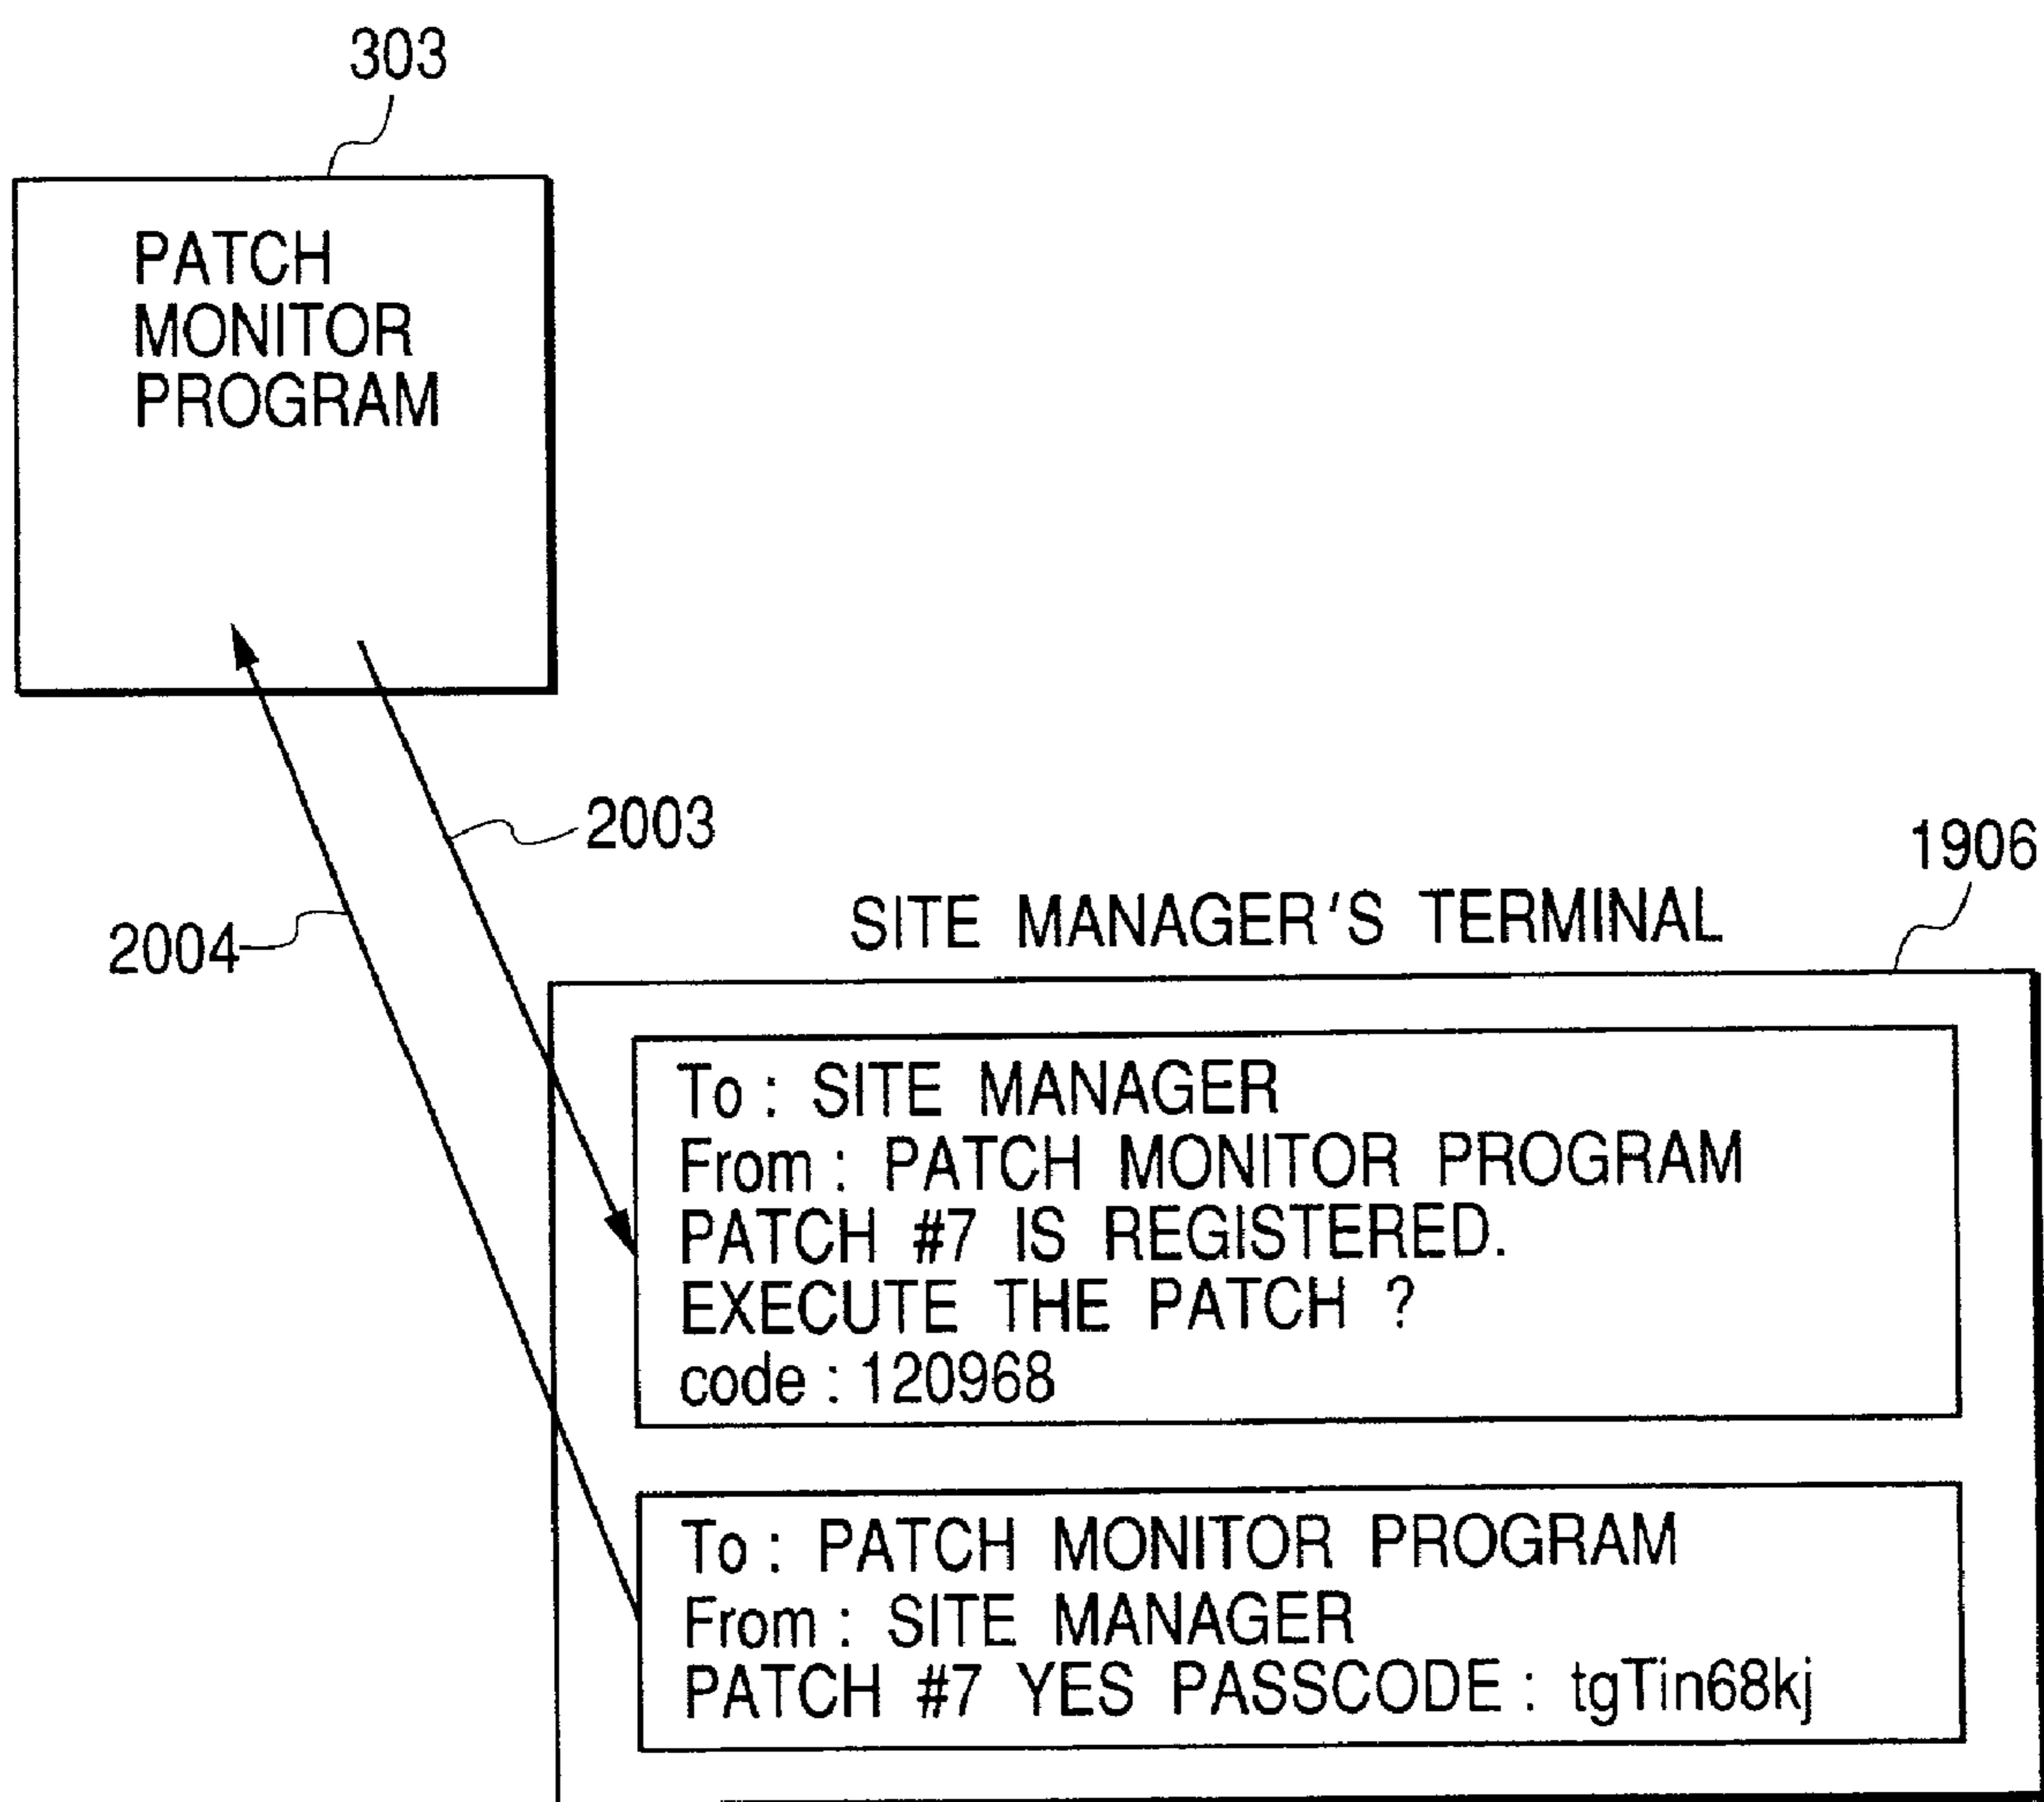 303
PATCH
MONITOR
PROGRAM
2003
2004
1906
SITE MANAGER'S TERMINAL
To : SITE MANAGER
From : PATCH MONITOR PROGRAM
PATCH #7 IS REGISTERED.
EXECUTE THE PATCH ?
code : 120968
To : PATCH MONITOR PROGRAM
From : SITE MANAGER
PATCH #7 YES PASSCODE : tgTin68kj